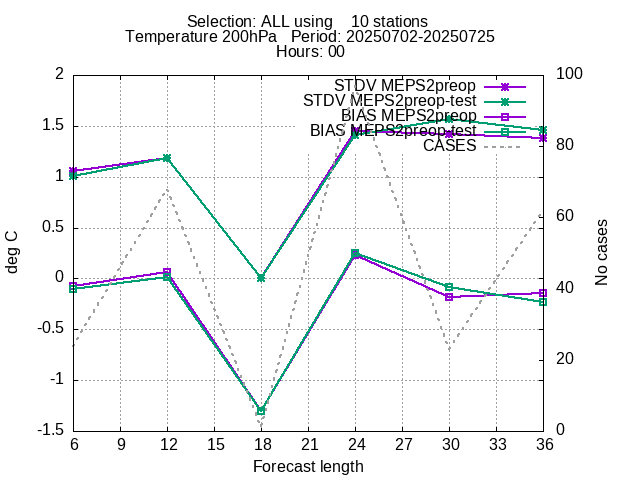 Selection: ALL using    10 stations
Temperature 200hPa   Period: 20250702-20250725
Hours: 00
STDV MEPS2preop
STDV MEPS2preop-test
BIAS MEPS2preop
BIAS MEPS2preop-test
CASES
2
1.5
1
0.5
0
-0.5
-1
-1.5
deg C
100
80
60
40
20
0
No cases
6 9 12 15 18 21 24 27 30 33 36
Forecast length